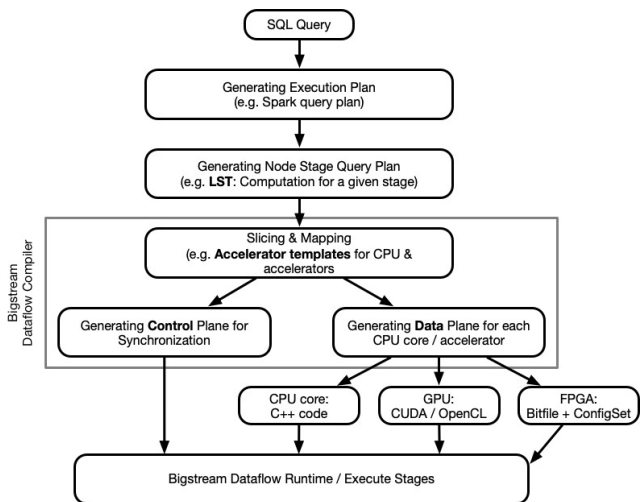 SQL Query
Generating Execution Plan
(e.g. Spark query plan)
Generating Node Stage Query Plan
(e.g. LST: Computation for a given stage)
Bigstream
Dataflow Compiler
Slicing & Mapping
(e.g. Accelerator templates for CPU &
accelerators
Generating Control Plane for
Synchronization
Generating Data Plane for each
CPU core / accelerator
CPU core:
C++ code
GPU:
CUDA / OpenCL
FPGA:
Bitfile + ConfigSet
Bigstream Dataflow Runtime / Execute Stages